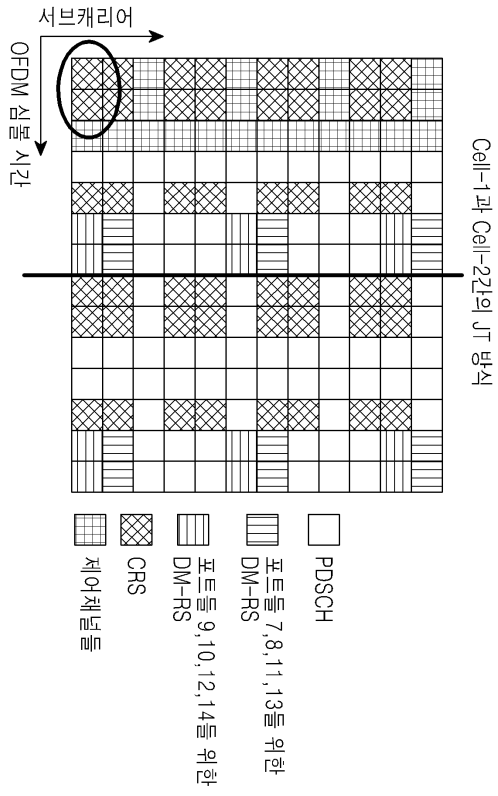 Cell-1과 Cell-2간의 JT 방식
서브캐리어
OFDM 심볼 시간
PDSCH
포트들 7,8,11,13를 위한
DM-RS
포트들 9,10,12,14를 위한
DM-RS
CRS
제어채널들